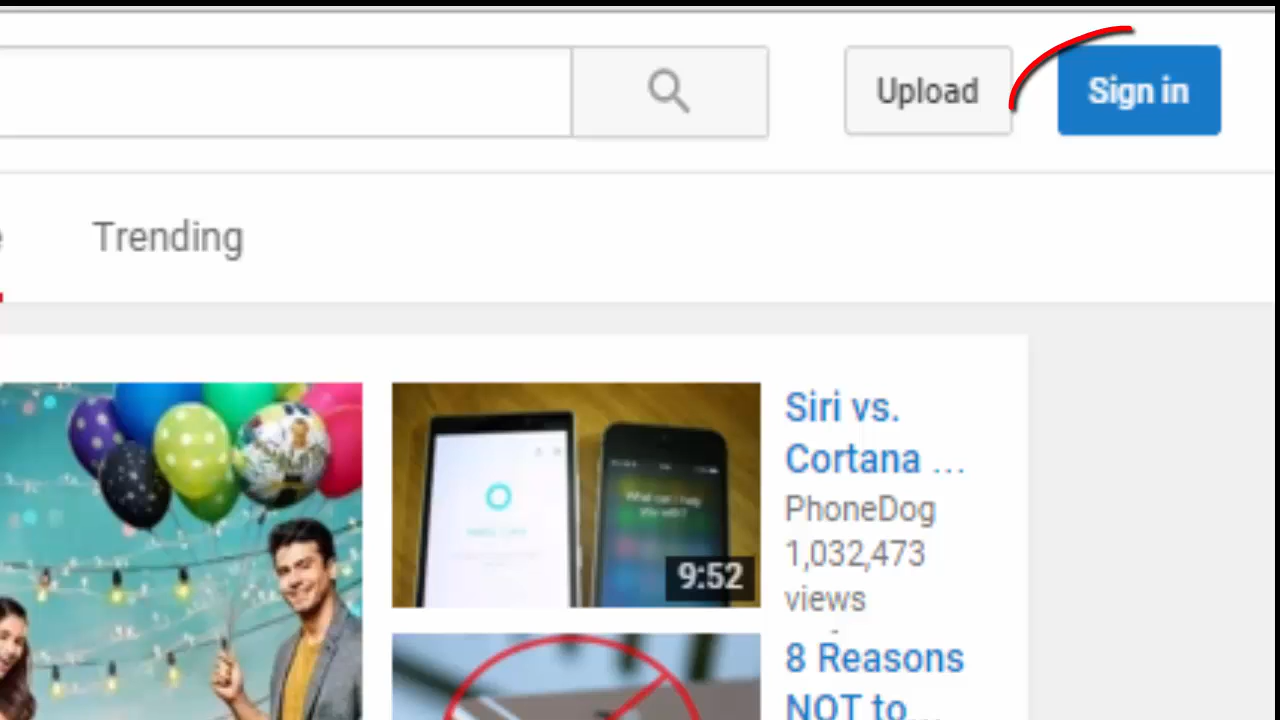 Upload
Sign in
Trending
Siri vs.
Cortana ...
PhoneDog
1,032,473
views
9:52
8 Reasons
NOT to...